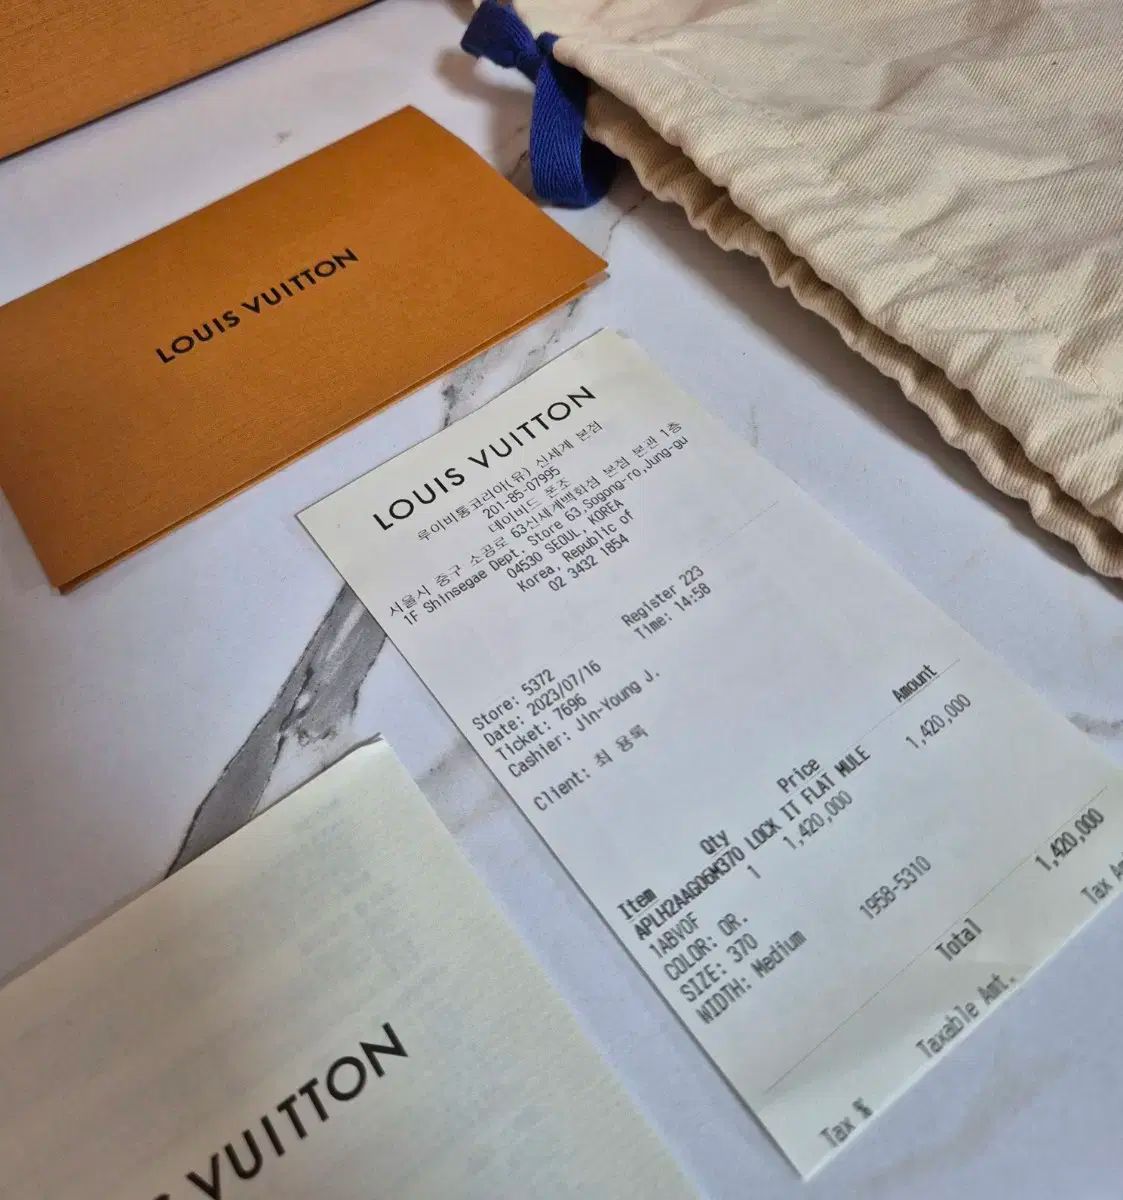 LOUIS VUITTON
LOUIS VUITTON
루이비통코리아(유) 신세계 본점
201-85-07995
데이비드 폰조
서울시 중구 소공로 63신세계백화점 본점 본관 1층
1F Shinsegae Dept. Store 63,Sogong-ro,Jung-gu
04530 SEOUL, KOREA
Korea, Republic of
02 3432 1854
Register 223
Time: 14:58
Store: 5372
Date: 2023/07/16
Ticket: 7696
Cashier: Jin-Young J.
Client: 최 용록
Item Qty Price Amount
APLH2AAG06M370 LOCK IT FLAT MULE
1ABVOF 1 1,420,000 1,420,000
COLOR: OR.
SIZE: 370
WIDTH: Medium 1958-5310
Total 1,420,000
Tax % Taxable Amt. Tax
VUITTON